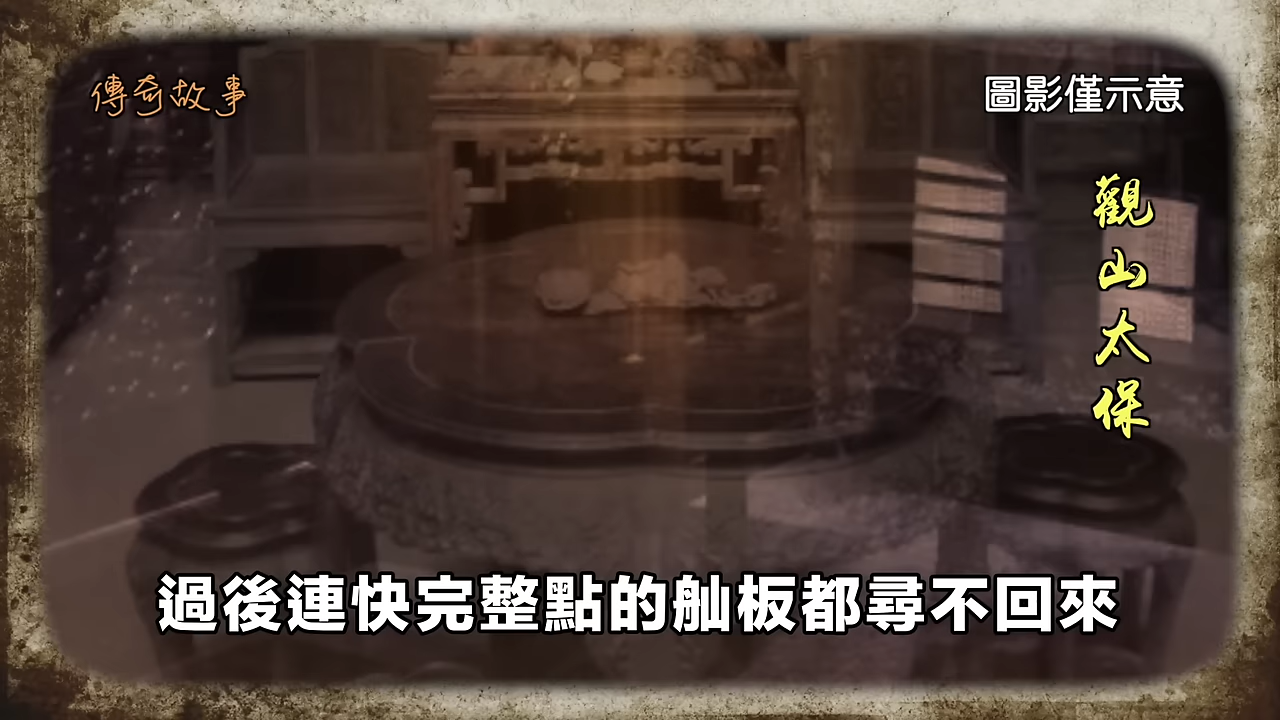 傳奇故事
圖影僅示意
觀山太保
過後連快完整點的舢板都尋不回來